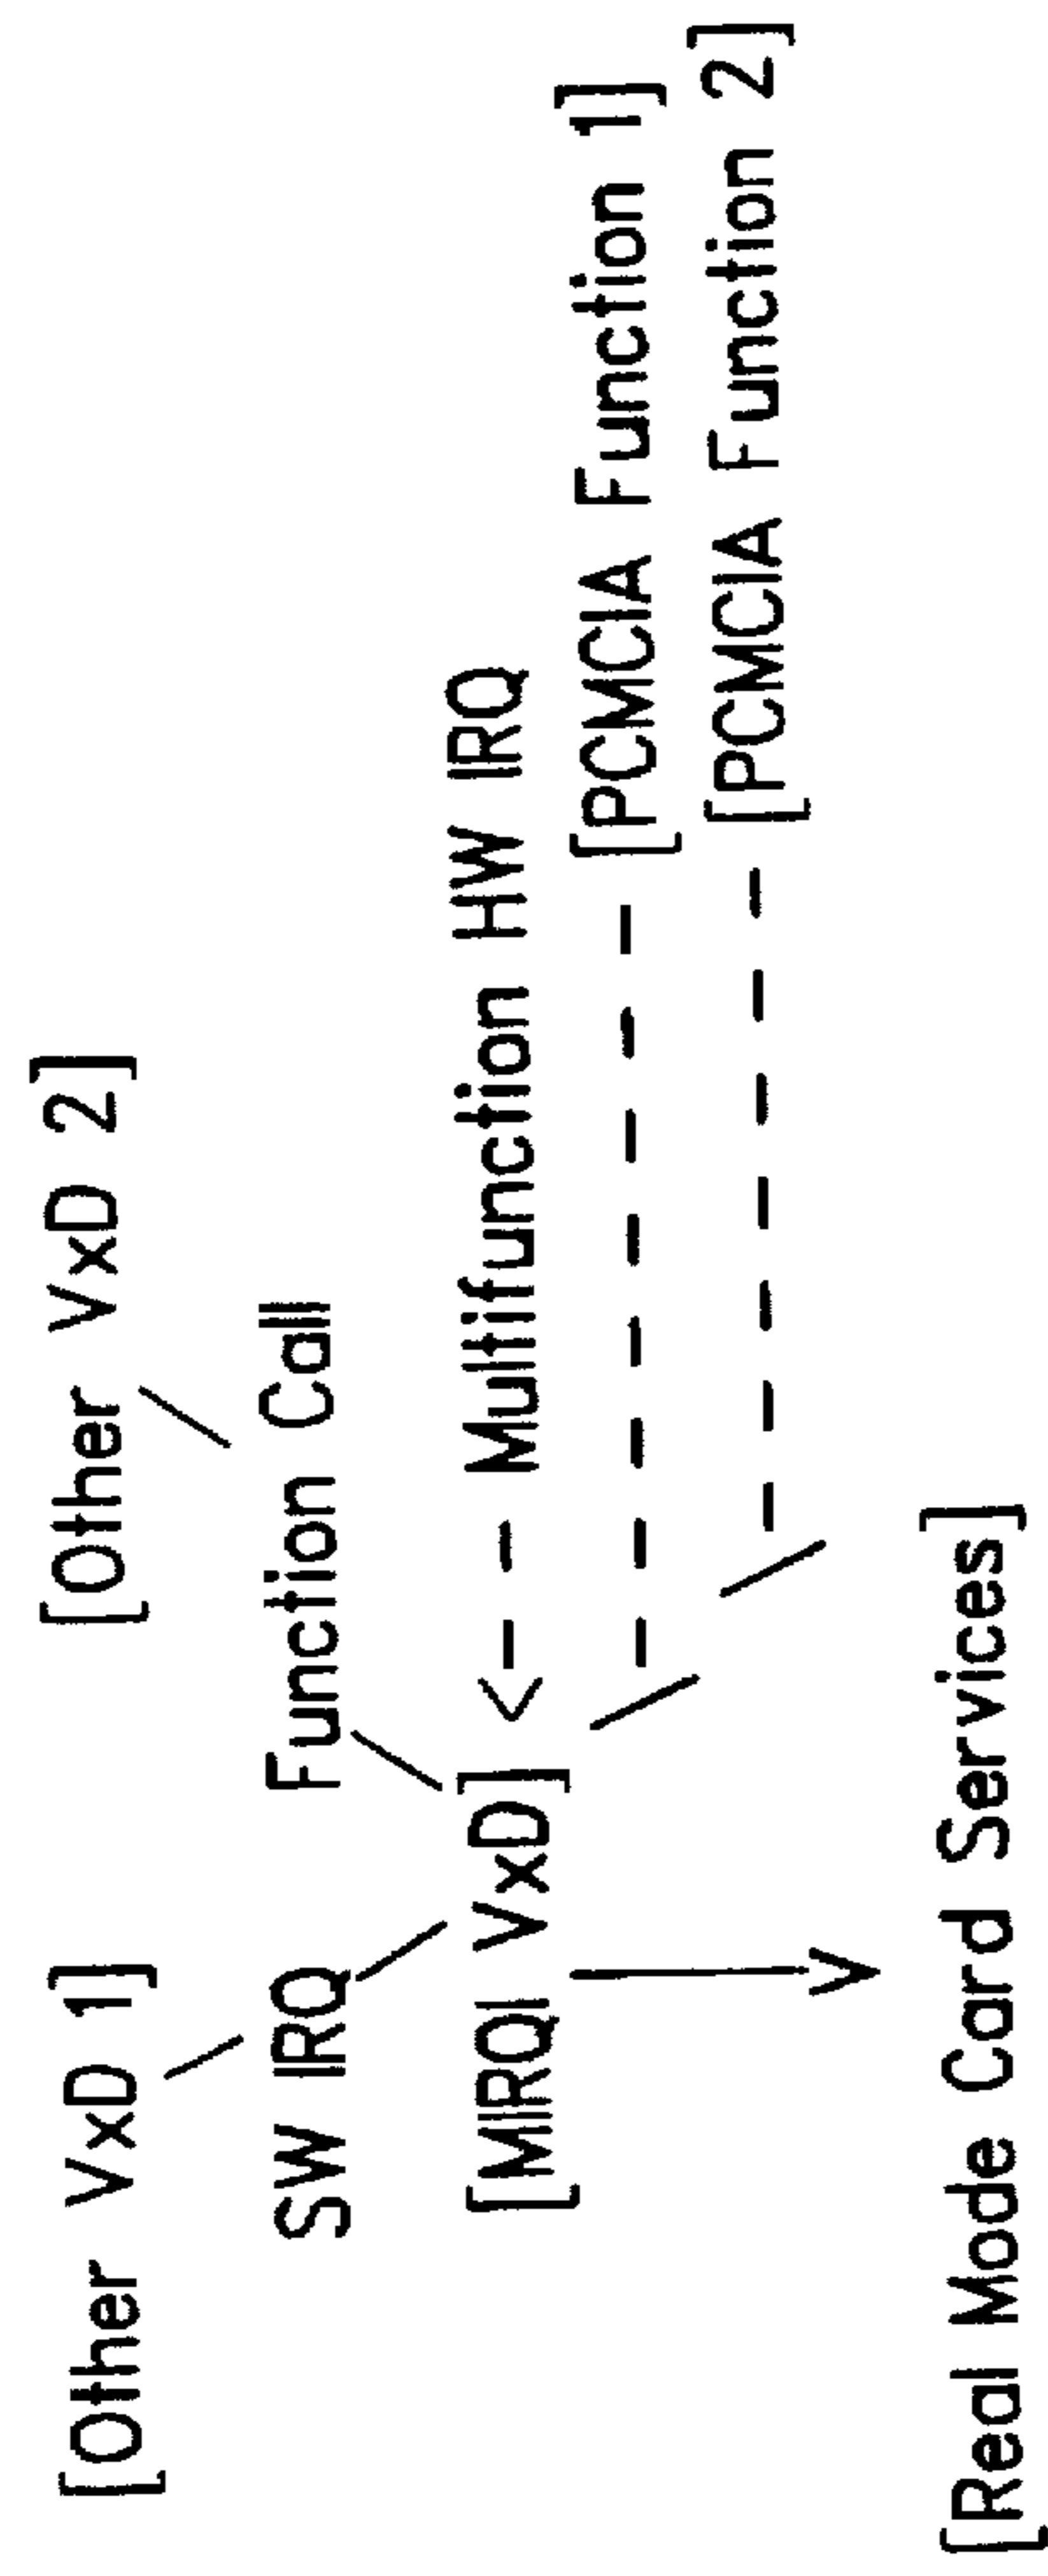 [Other VxD 1]
[Other VxD 2]
SW IRQ
Function Call
[MIRQI VxD]
Multifunction HW IRQ
[PCMCIA Function 1]
[PCMCIA Function 2]
[Real Mode Card Services]